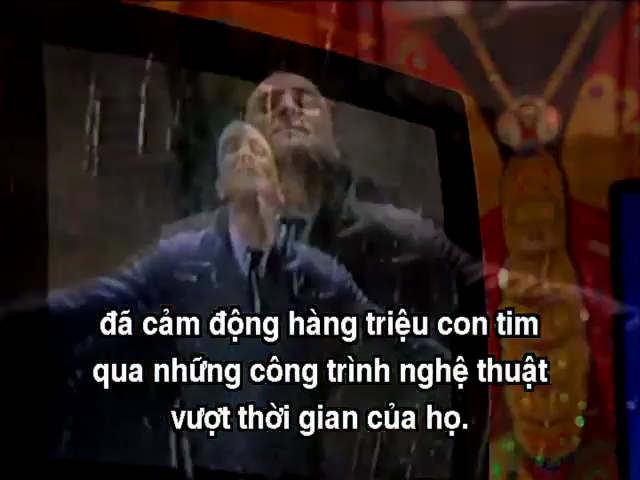 đã cảm động hàng triệu con tim
qua những công trình nghệ thuật
vượt thời gian của họ.